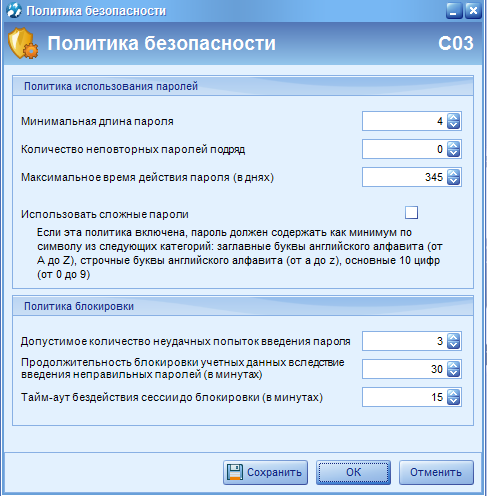 Политика безопасности
Политика безопасности
C03
Политика использования паролей
Минимальная длина пароля
4
Количество неповторных паролей подряд
0
Максимальное время действия пароля (в днях)
345
Использовать сложные пароли
Если эта политика включена, пароль должен содержать как минимум по
символу из следующих категорий: заглавные буквы английского алфавита (от
A до Z), строчные буквы английского алфавита (от a до z), основные 10 цифр
(от 0 до 9)
Политика блокировки
Допустимое количество неудачных попыток введения пароля
3
Продолжительность блокировки учетных данных вследствие
введения неправильных паролей (в минутах)
30
Тайм-аут бездействия сессии до блокировки (в минутах)
15
Сохранить
ОК
Отменить